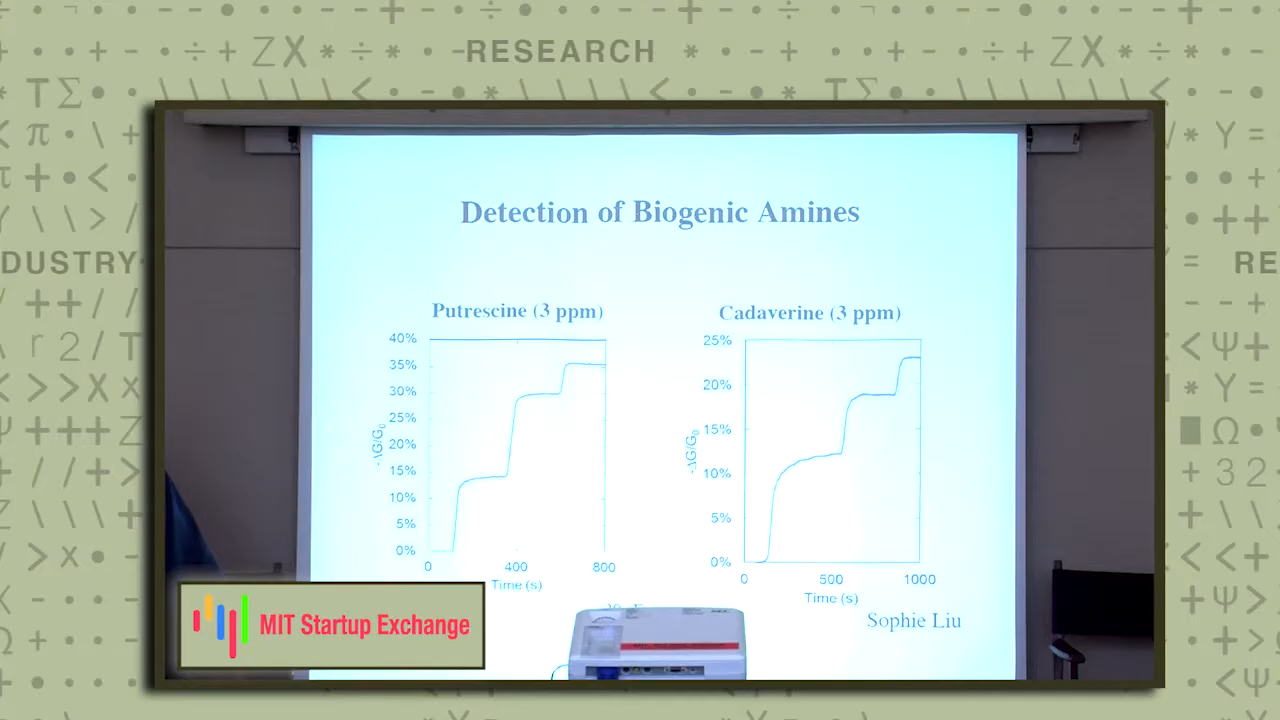 RESEARCH
DUSTRY
RE
Detection of Biogenic Amines
Putrescine (3 ppm)
40%
35%
30%
25%
20%
15%
10%
5%
0%
-ΔG/G₀
0
400
800
Time (s)
Cadaverine (3 ppm)
25%
20%
15%
10%
5%
0%
-ΔG/G₀
0
500
1000
Time (s)
Sophie Liu
MIT Startup Exchange